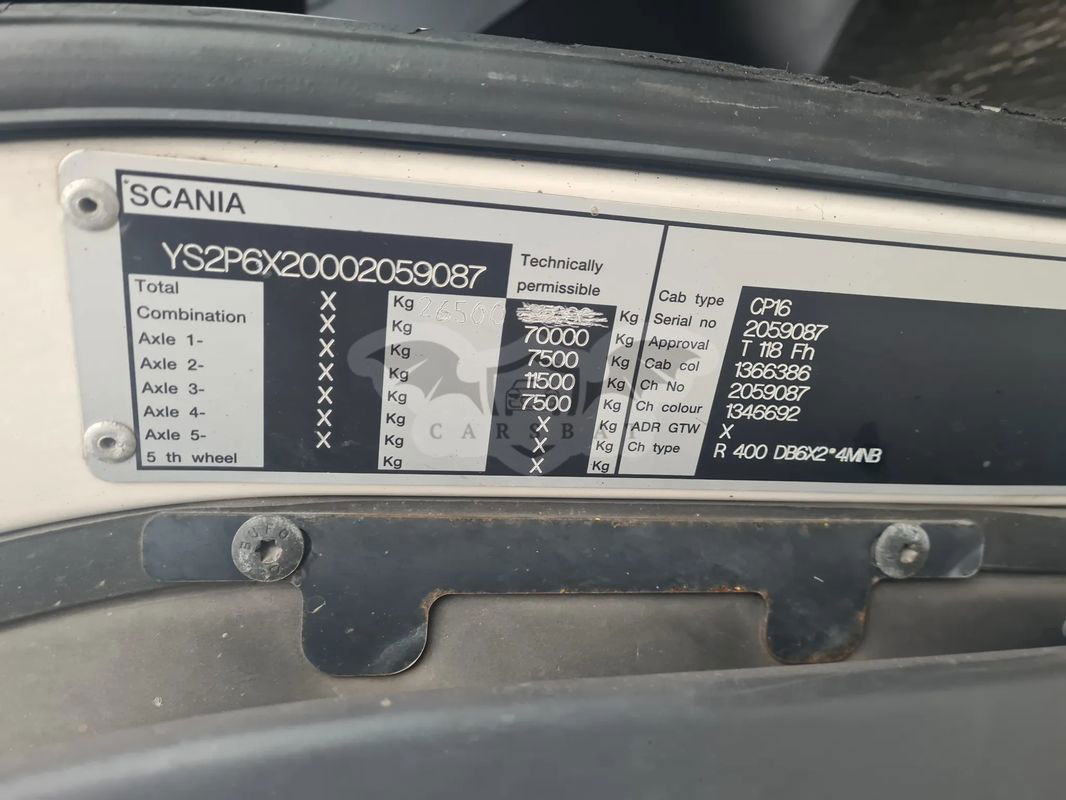 SCANIA
YS2P6X20002059087
Technically
permissible
Total X Kg 26500 Kg
Combination X Kg 70000 Kg
Axle 1- X Kg 7500 Kg
Axle 2- X Kg 11500 Kg
Axle 3- X Kg 7500 Kg
Axle 4- X Kg X Kg
Axle 5- X Kg X Kg
5 th wheel X Kg X Kg
Cab type CP16
Serial no 2059087
Approval T 118 Fh
Cab col 1366386
Ch No 2059087
Ch colour 1346692
ADR GTW X
Ch type R 400 DB6X2*4MNB
CARSBAT